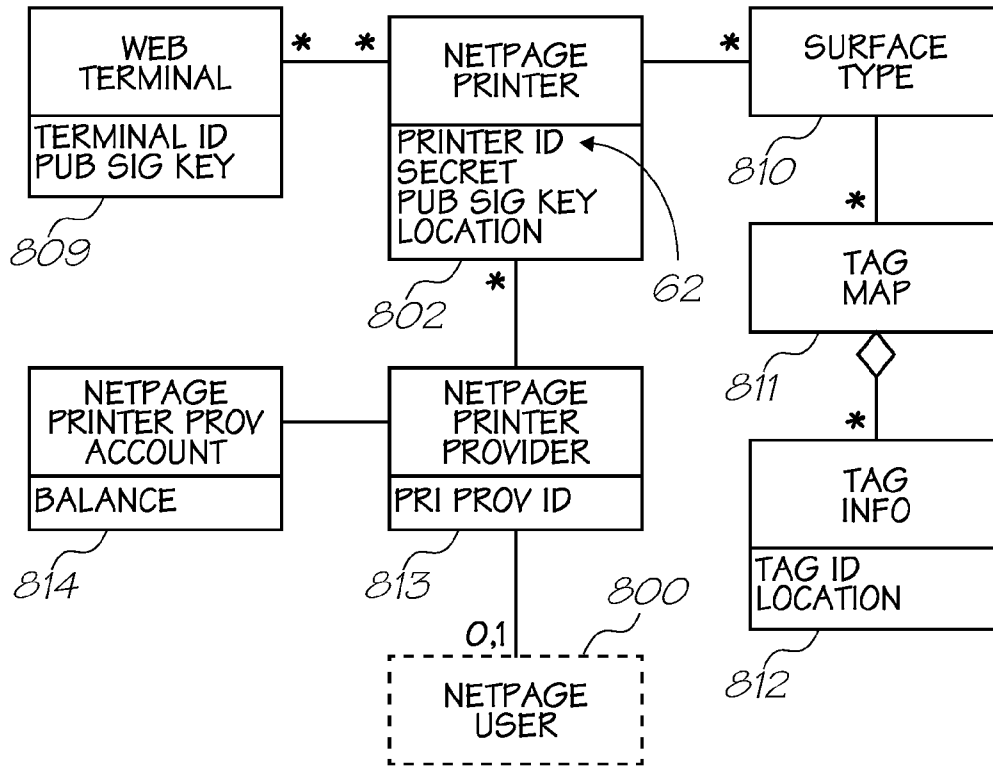 WEB
TERMINAL
TERMINAL ID
PUB SIG KEY
809
*
*
NETPAGE
PRINTER
PRINTER ID
SECRET
PUB SIG KEY
LOCATION
802
62
*
*
SURFACE
TYPE
810
*
TAG
MAP
811
*
TAG
INFO
TAG ID
LOCATION
812
NETPAGE
PRINTER PROV
ACCOUNT
BALANCE
814
NETPAGE
PRINTER
PROVIDER
PRI PROV ID
813
0,1
800
NETPAGE
USER